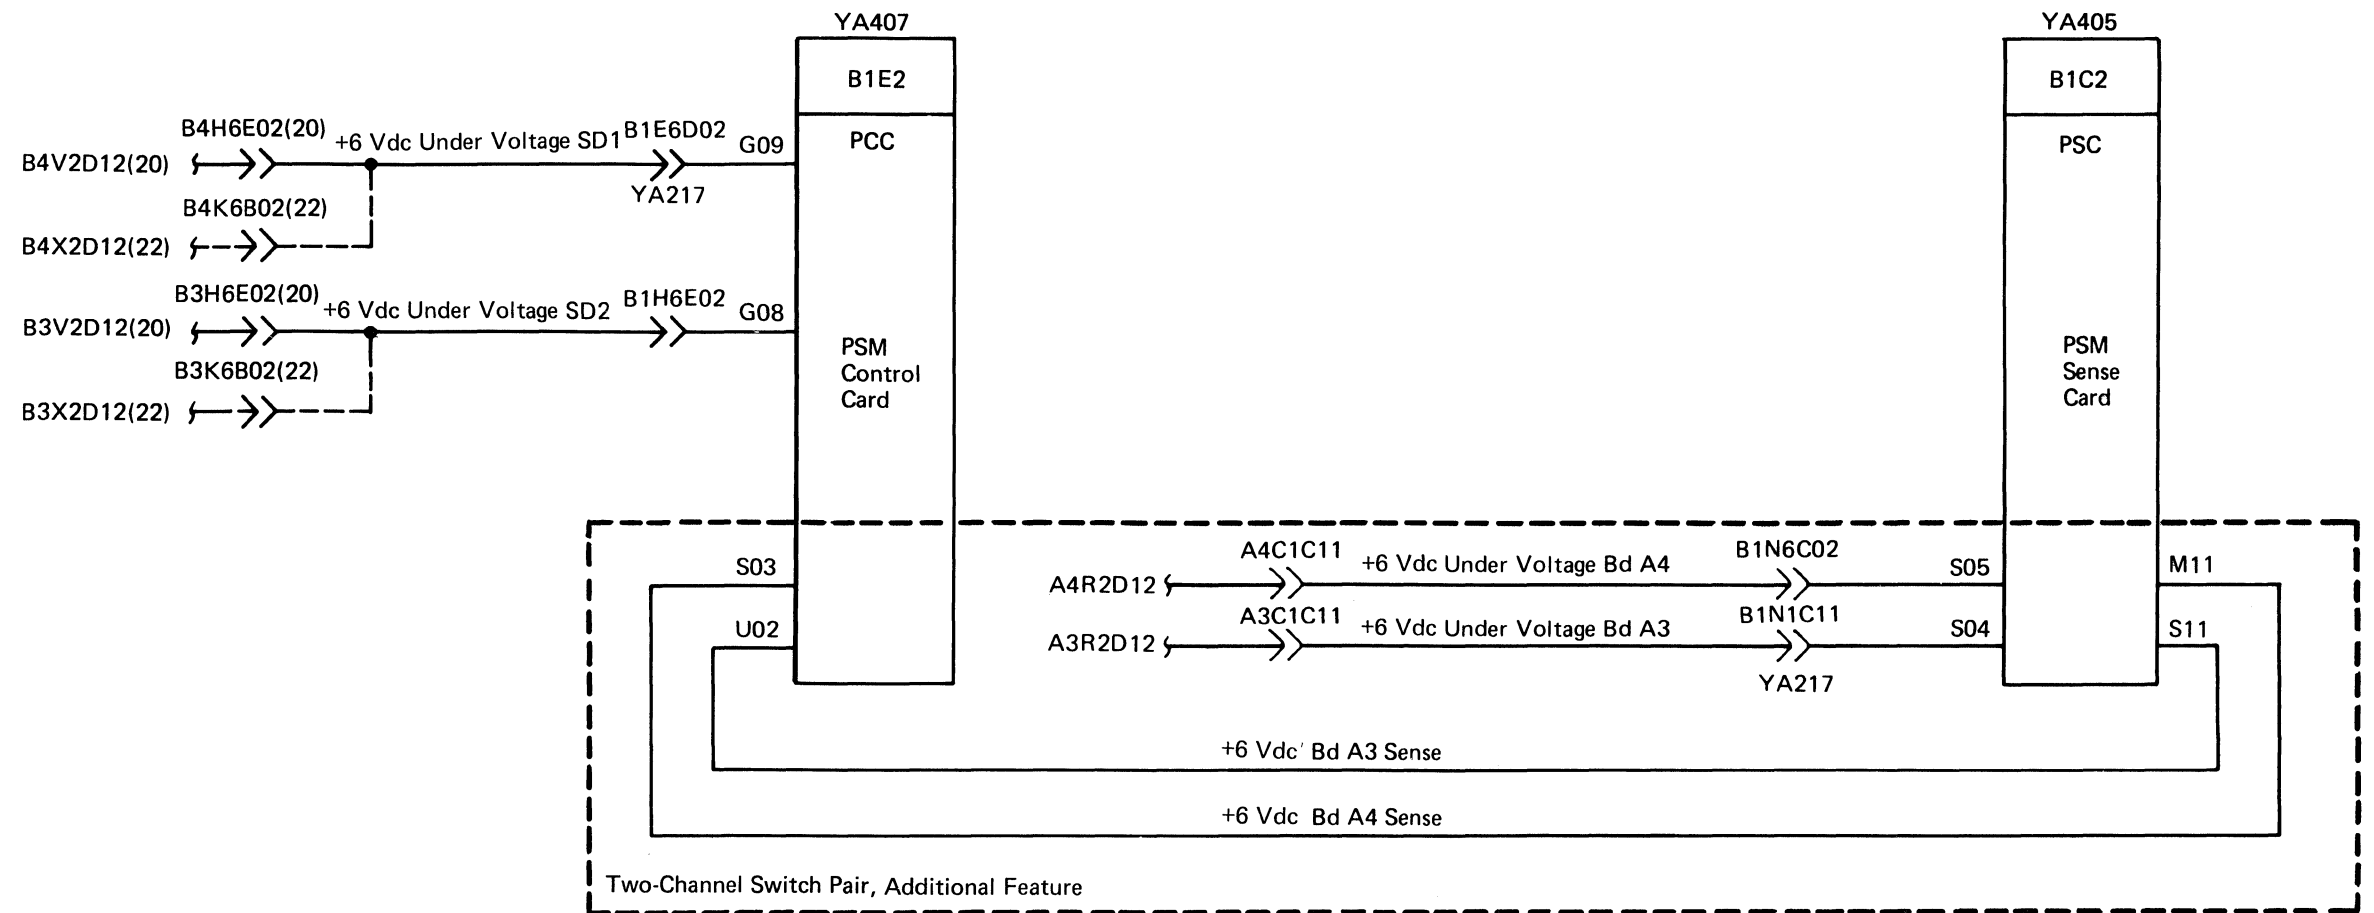 YA407
B1E2
PCC
PSM
Control
Card
B4H6E02(20)
+6 Vdc Under Voltage SD1
B1E6D02
G09
B4V2D12(20)
YA217
B4K6B02(22)
B4X2D12(22)
B3H6E02(20)
+6 Vdc Under Voltage SD2
B1H6E02
G08
B3V2D12(20)
B3K6B02(22)
B3X2D12(22)
YA405
B1C2
PSC
PSM
Sense
Card
S03
U02
A4C1C11
+6 Vdc Under Voltage Bd A4
B1N6C02
S05
M11
A4R2D12
A3C1C11
+6 Vdc Under Voltage Bd A3
B1N1C11
S04
S11
A3R2D12
YA217
+6 Vdc Bd A3 Sense
+6 Vdc Bd A4 Sense
Two-Channel Switch Pair, Additional Feature